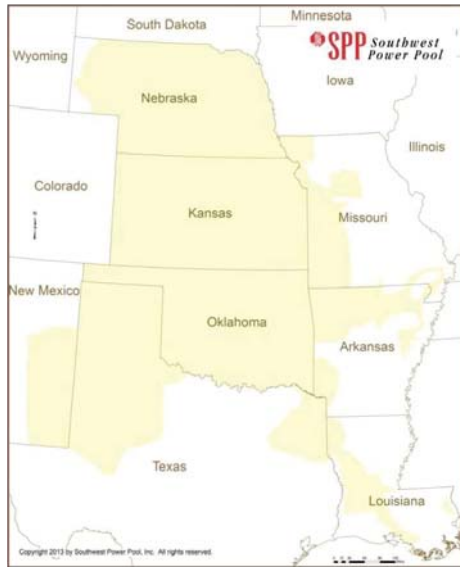 South Dakota
Minnesota
SPP Southwest
Power Pool
Wyoming
Iowa
Nebraska
Illinois
Colorado
Kansas
Missouri
New Mexico
Oklahoma
Arkansas
Texas
Louisiana
Copyright 2013 by Southwest Power Pool, Inc. All rights reserved.